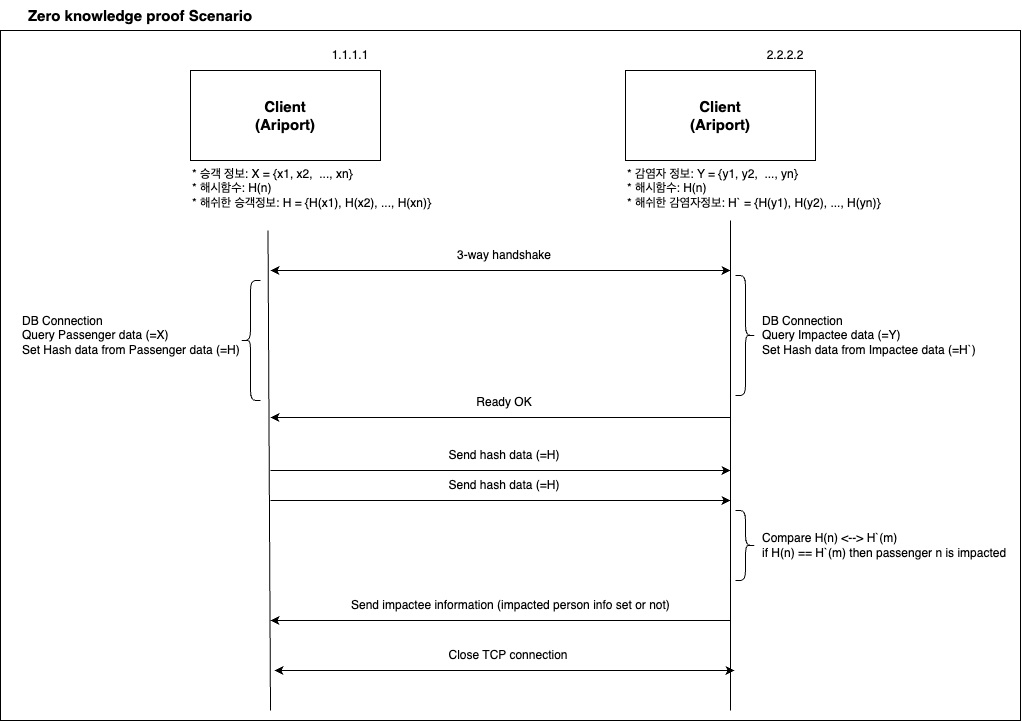 Zero knowledge proof Scenario
1.1.1.1
2.2.2.2
Client
(Ariport)
Client
(Ariport)
* 승객 정보: X = {x1, x2, ..., xn}
* 해시함수: H(n)
* 해쉬한 승객정보: H = {H(x1), H(x2), ..., H(xn)}
* 감염자 정보: Y = {y1, y2, ..., yn}
* 해시함수: H(n)
* 해쉬한 감염자정보: H` = {H(y1), H(y2), ..., H(yn)}
3-way handshake
DB Connection
Query Passenger data (=X)
Set Hash data from Passenger data (=H)
DB Connection
Query Impactee data (=Y)
Set Hash data from Impactee data (=H`)
Ready OK
Send hash data (=H)
Send hash data (=H)
Compare H(n) <--> H`(m)
if H(n) == H`(m) then passenger n is impacted
Send impactee information (impacted person info set or not)
Close TCP connection